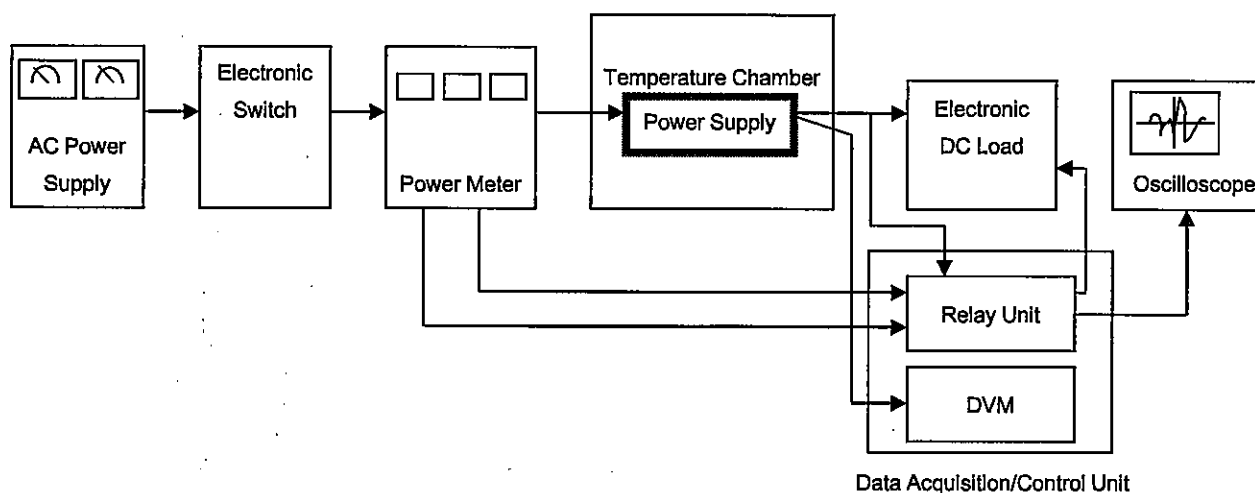 AC Power
Supply
Electronic
Switch
Power Meter
Temperature Chamber
Power Supply
Electronic
DC Load
Oscilloscope
Relay Unit
DVM
Data Acquisition/Control Unit